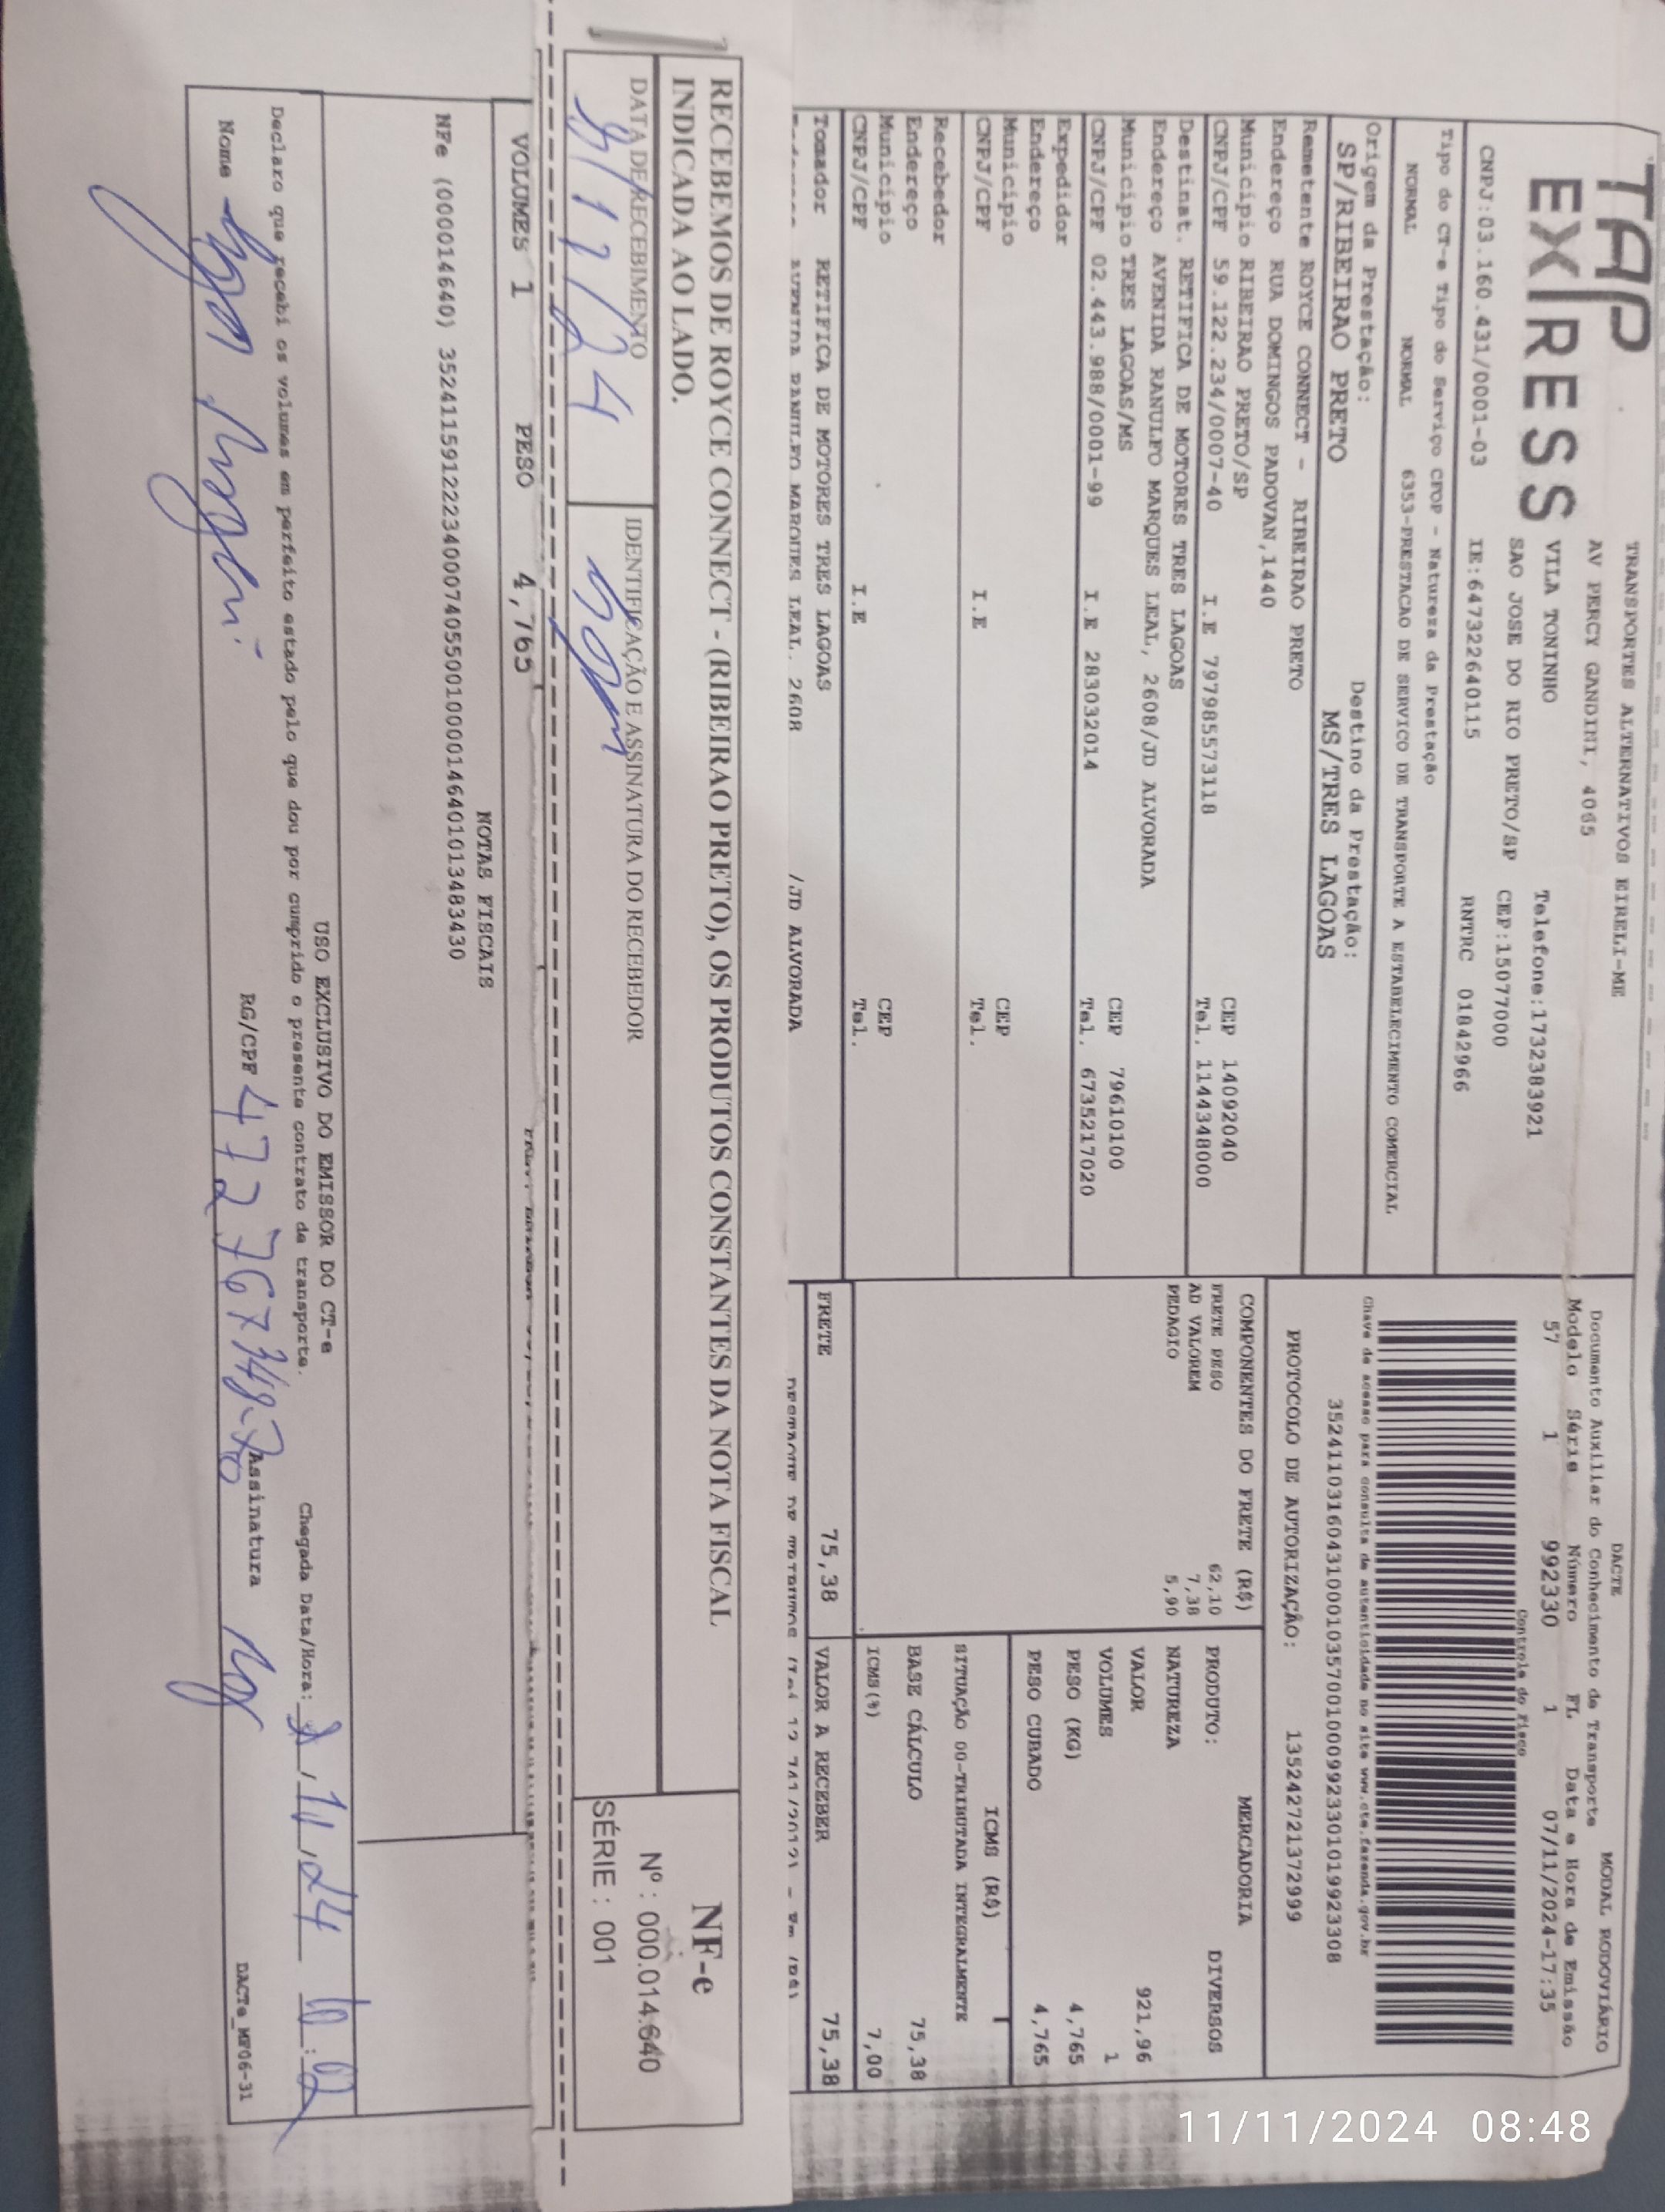 TAP
EXPRESS
TRANSPORTES ALTERNATIVOS EIRELI-ME
AV PERCY GANDINI, 4065
VILA TONINHO Telefone:1732383921
SAO JOSE DO RIO PRETO/SP CEP:15077000
CNPJ:03.160.431/0001-03 IE:647322640115 RNTRC 01842966
Tipo do CT-e Tipo do Serviço CFOP - Natureza da Prestação
NORMAL NORMAL 6353-PRESTACAO DE SERVICO DE TRANSPORTE A ESTABELECIMENTO COMERCIAL
Origem da Prestação: Destino da Prestação:
SP/RIBEIRAO PRETO MS/TRES LAGOAS
Remetente ROYCE CONNECT - RIBEIRAO PRETO
Endereço RUA DOMINGOS PADOVAN,1440
Município RIBEIRAO PRETO/SP CEP 14092040
CNPJ/CPF 59.122.234/0007-40 I.E 797985573118 Tel. 1144348000
Destinat. RETIFICA DE MOTORES TRES LAGOAS
Endereço AVENIDA RANULFO MARQUES LEAL, 2608/JD ALVORADA
Município TRES LAGOAS/MS CEP 79610100
CNPJ/CPF 02.443.988/0001-99 I.E 283032014 Tel. 6735217020
Expedidor
Endereço
Município CEP
CNPJ/CPF I.E Tel.
Recebedor
Endereço
Município CEP
CNPJ/CPF I.E Tel.
Tomador RETIFICA DE MOTORES TRES LAGOAS
RANULFO MARQUES LEAL, 2608 /JD ALVORADA
DACTE MODAL RODOVIÁRIO
Documento Auxiliar do Conhecimento de Transporte
Modelo Série Número FL Data e Hora de Emissão
57 1 992330 1 07/11/2024-17:35
Controle do Fisco
Chave de acesso para consulta de autenticidade no site www.cte.fazenda.gov.br
35241103160431000103570010009923301019923308
PROTOCOLO DE AUTORIZAÇÃO: 135242721372999
COMPONENTES DO FRETE (R$)
FRETE PESO 62,10
AD VALOREM 7,38
PEDAGIO 5,90
FRETE 75,38
MERCADORIA
PRODUTO: DIVERSOS
NATUREZA
VALOR 921,96
VOLUMES 1
PESO (KG) 4,765
PESO CUBADO 4,765
ICMS (R$)
SITUAÇÃO 00-TRIBUTADA INTEGRALMENTE
BASE CÁLCULO 75,38
ICMS(%) 7,00
VALOR A RECEBER 75,38
RECEBEMOS DE ROYCE CONNECT - (RIBEIRAO PRETO), OS PRODUTOS CONSTANTES DA NOTA FISCAL
INDICADA AO LADO.
DATA DE RECEBIMENTO IDENTIFICAÇÃO E ASSINATURA DO RECEBEDOR
NF-e
Nº : 000.014.640
SÉRIE : 001
VOLUMES 1 PESO 4,765
NOTAS FISCAIS
NFe (000014640) 35241159122234000740550010000146401013483430
USO EXCLUSIVO DO EMISSOR DO CT-e
Declaro que recebi os volumes em perfeito estado pelo que dou por cumprido o presente contrato de transporte. Chegada Data/Hora:
Nome RG/CPF Assinatura
DACTe_MF06-31
11/11/2024 08:48